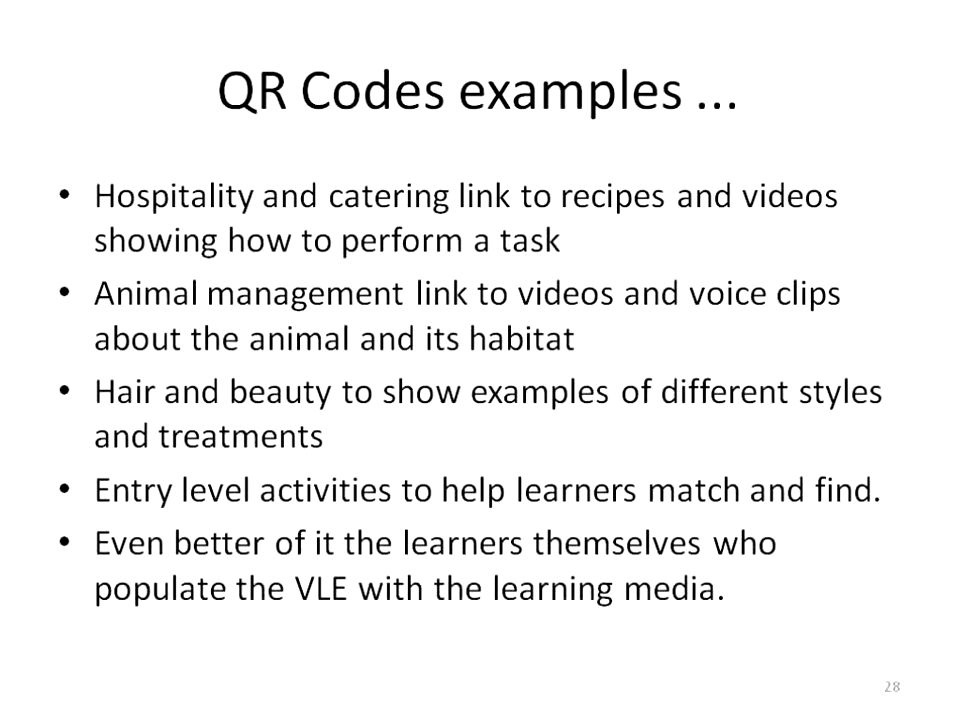 QR Codes examples ...
• Hospitality and catering link to recipes and videos
showing how to perform a task
• Animal management link to videos and voice clips
about the animal and its habitat
• Hair and beauty to show examples of different styles
and treatments
• Entry level activities to help learners match and find.
• Even better of it the learners themselves who
populate the VLE with the learning media.
28